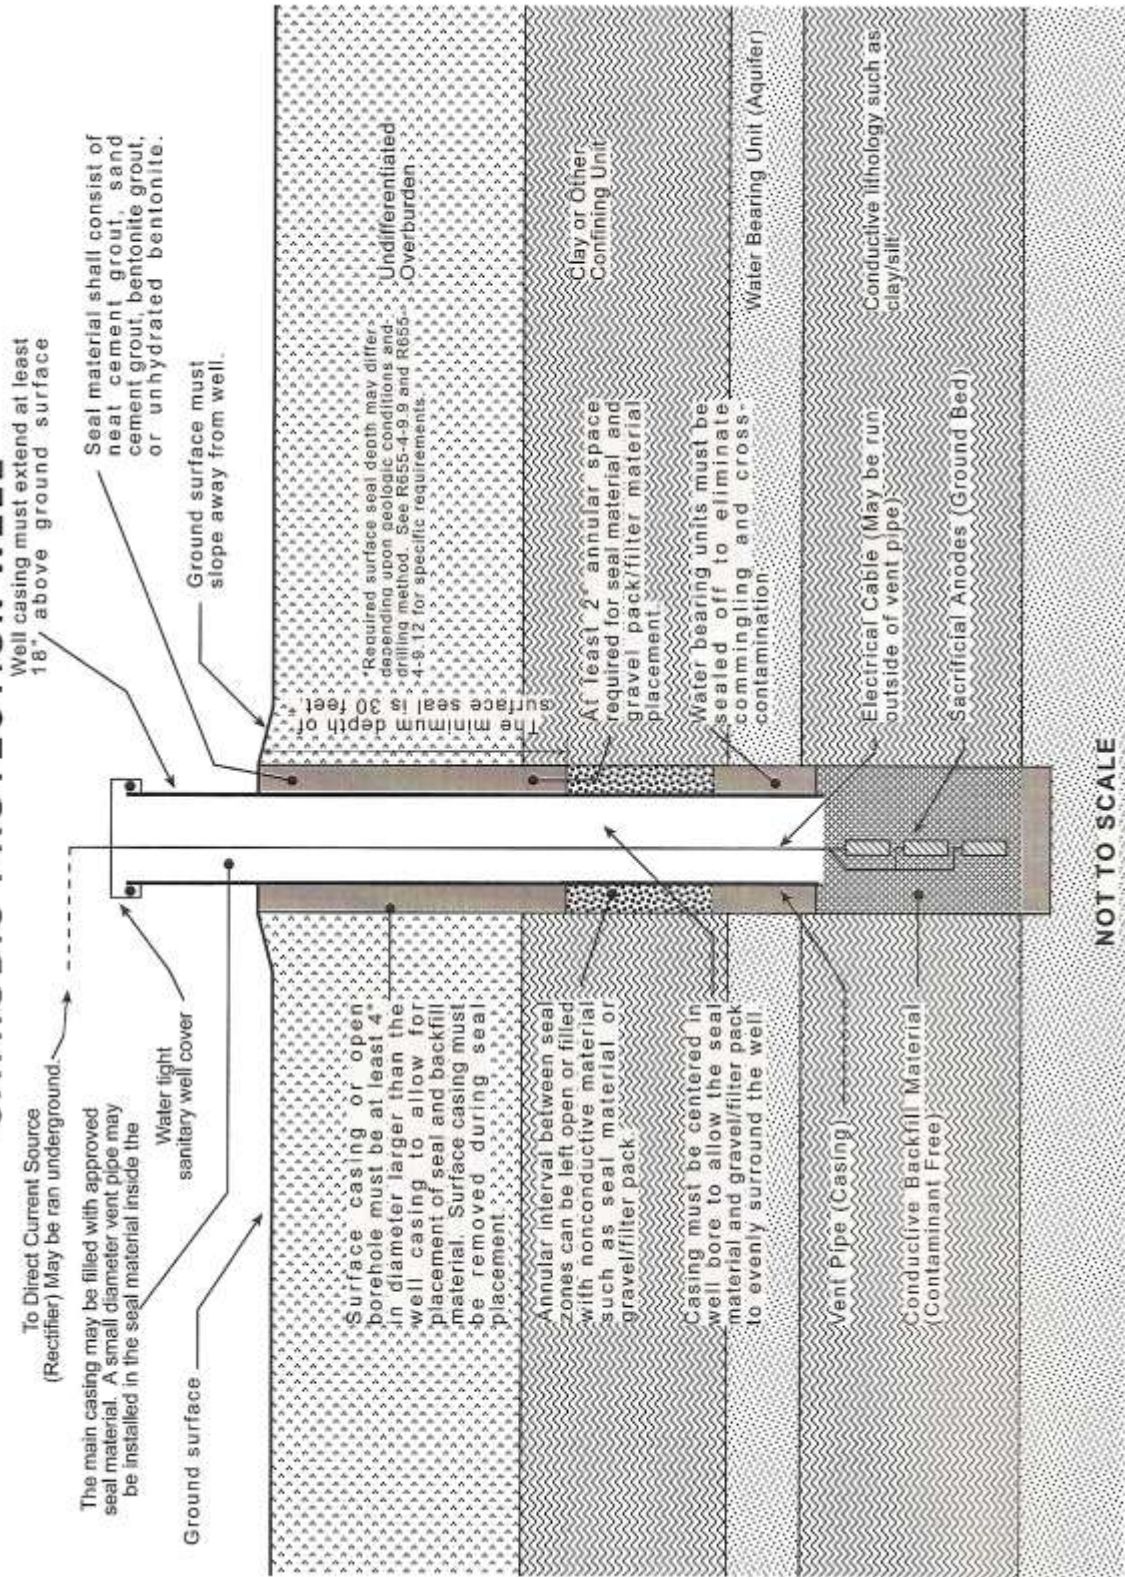 To Direct Current Source
(Rectifier) May be ran underground.
The main casing may be filled with approved
seal material. A small diameter vent pipe may
be installed in the seal material inside the
Water tight
sanitary well cover
Ground surface
Well casing must extend at least
18" above ground surface
Seal material shall consist of
neat cement grout, sand
cement grout, bentonite grout,
or unhydrated bentonite.
Ground surface must
slope away from well.
Surface casing or open
borehole must be at least 4"
in diameter larger than the
well casing to allow for
placement of seal and backfill
material. Surface casing must
be removed during seal
placement.
The minimum depth of
surface seal is 30 feet.*
*Required surface seal depth may differ
depending upon geologic conditions and
drilling method. See R655-4-9.9 and R655-
4-9.12 for specific requirements
Undifferentiated
Overburden
Annular interval between seal
zones can be left open or filled
with nonconductive material
such as seal material or
gravel/filter pack
At least 2" annular space
required for seal material and
gravel pack/filter material
placement.
Clay or Other
Confining Unit
Casing must be centered in
well bore to allow the seal
material and gravel/filter pack
to evenly surround the well
Water bearing units must be
sealed off to eliminate
commingling and cross-
contamination
Water Bearing Unit (Aquifer)
Vent Pipe (Casing)
Electrical Cable (May be run
outside of vent pipe)
Conductive lithology such as
clay/silt
Conductive Backfill Material
(Contaminant Free)
Sacrificial Anodes (Ground Bed)
NOT TO SCALE